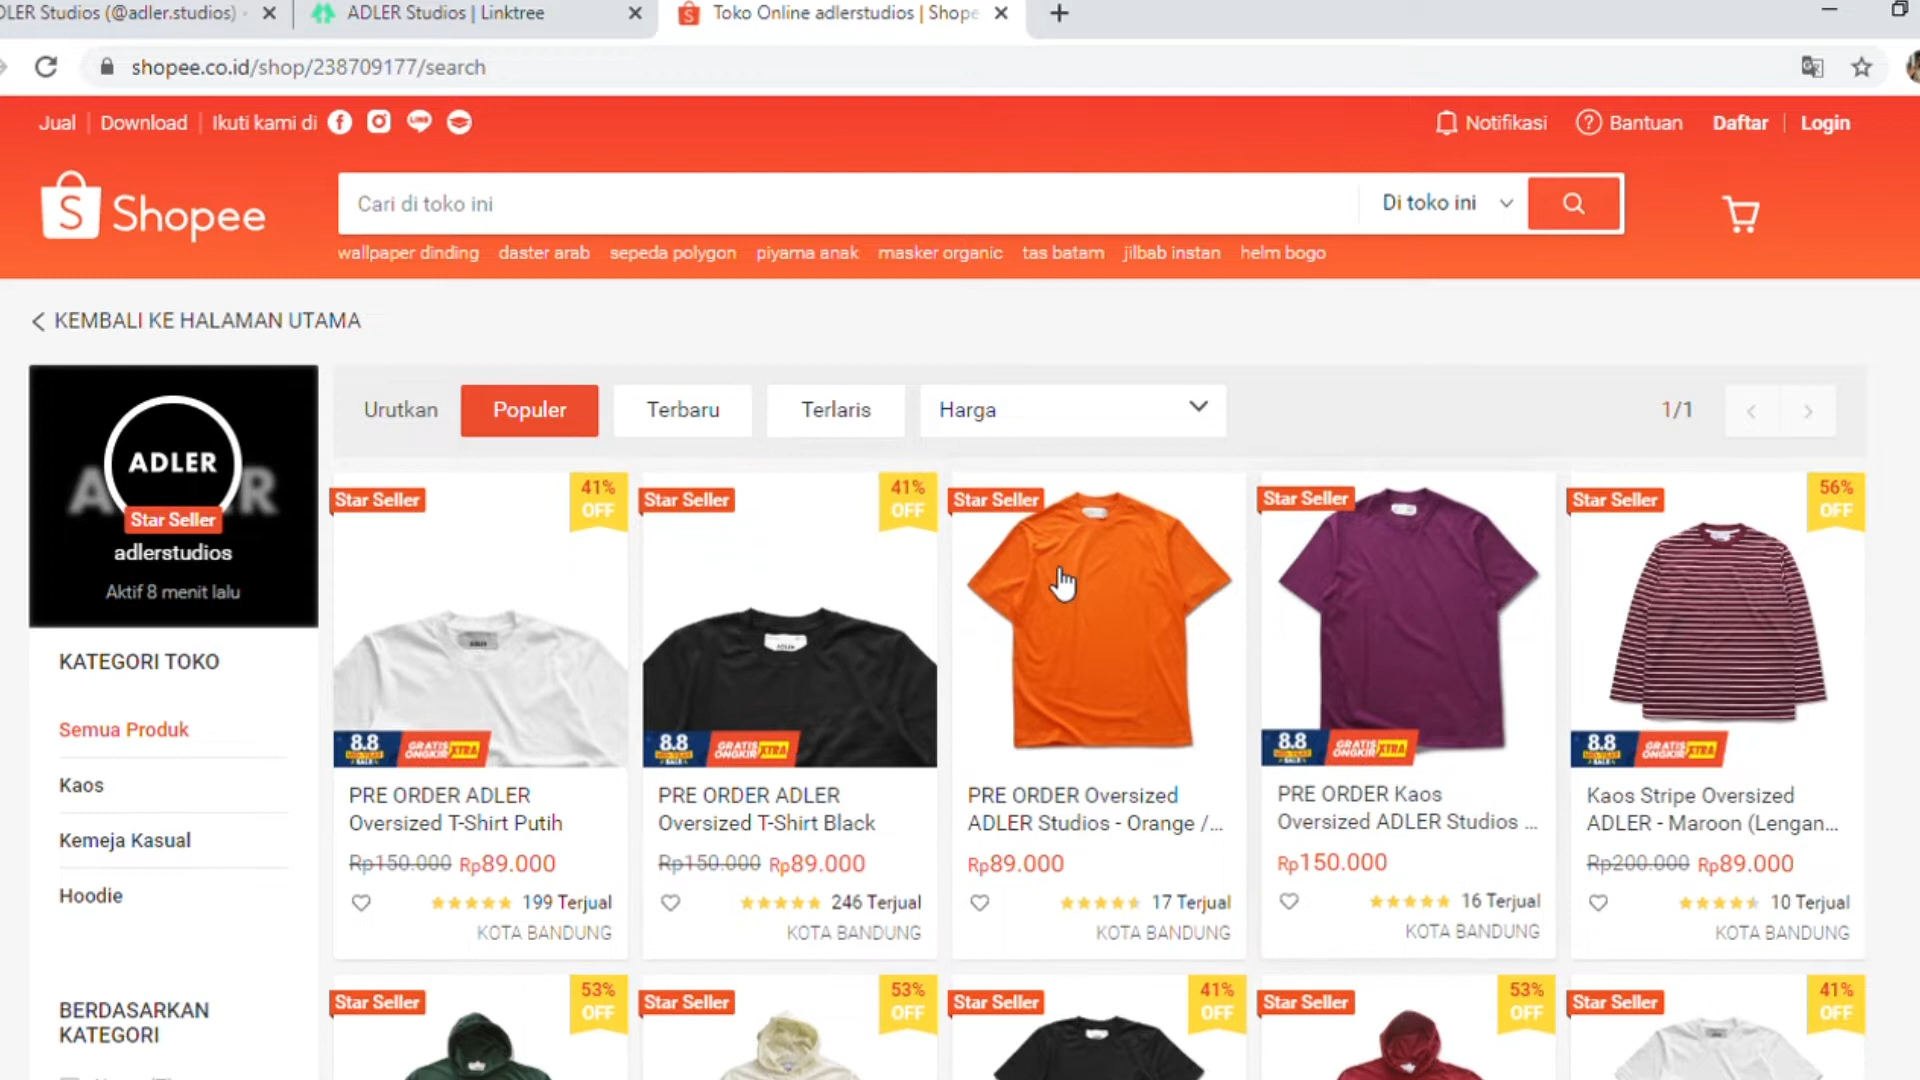 DLER Studios (@adler.studios) ·
ADLER Studios | Linktree
Toko Online adlerstudios | Shope
shopee.co.id/shop/238709177/search
Jual
Download
Ikuti kami di
LINE
Notifikasi
Bantuan
Daftar
Login
Shopee
Cari di toko ini
Di toko ini
wallpaper dinding daster arab sepeda polygon piyama anak masker organic tas batam jilbab instan helm bogo
KEMBALI KE HALAMAN UTAMA
ADLER
Star Seller
adlerstudios
Aktif 8 menit lalu
Urutkan
Populer
Terbaru
Terlaris
Harga
1/1
KATEGORI TOKO
Semua Produk
Kaos
Kemeja Kasual
Hoodie
BERDASARKAN
KATEGORI
Star Seller
41%
OFF
8.8
GRATIS
ONGKIR XTRA
PRE ORDER ADLER
Oversized T-Shirt Putih
Rp150.000 Rp89.000
199 Terjual
KOTA BANDUNG
Star Seller
41%
OFF
8.8
GRATIS
ONGKIR XTRA
PRE ORDER ADLER
Oversized T-Shirt Black
Rp150.000 Rp89.000
246 Terjual
KOTA BANDUNG
Star Seller
PRE ORDER Oversized
ADLER Studios - Orange /...
Rp89.000
17 Terjual
KOTA BANDUNG
Star Seller
8.8
GRATIS
ONGKIR XTRA
PRE ORDER Kaos
Oversized ADLER Studios ...
Rp150.000
16 Terjual
KOTA BANDUNG
Star Seller
56%
OFF
8.8
GRATIS
ONGKIR XTRA
Kaos Stripe Oversized
ADLER - Maroon (Lengan...
Rp200.000 Rp89.000
10 Terjual
KOTA BANDUNG
Star Seller
53%
OFF
Star Seller
53%
OFF
Star Seller
41%
OFF
Star Seller
53%
OFF
Star Seller
41%
OFF